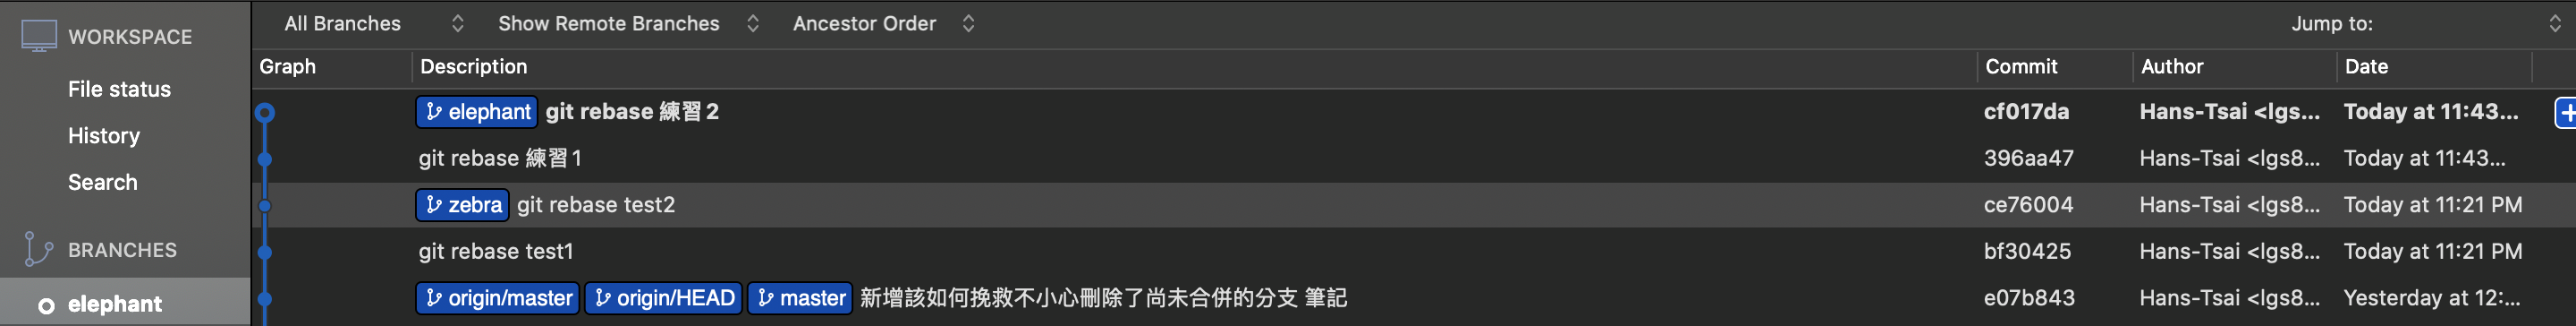 WORKSPACE
File status
History
Search
BRANCHES
elephant
All Branches Show Remote Branches Ancestor Order Jump to:
Graph Description Commit Author Date
elephant git rebase 練習 2 cf017da Hans-Tsai <lgs... Today at 11:43...
git rebase 練習 1 396aa47 Hans-Tsai <lgs8... Today at 11:43...
zebra git rebase test2 ce76004 Hans-Tsai <lgs8... Today at 11:21 PM
git rebase test1 bf30425 Hans-Tsai <lgs8... Today at 11:21 PM
origin/master origin/HEAD master 新增該如何挽救不小心刪除了尚未合併的分支 筆記 e07b843 Hans-Tsai <lgs8... Yesterday at 12:...